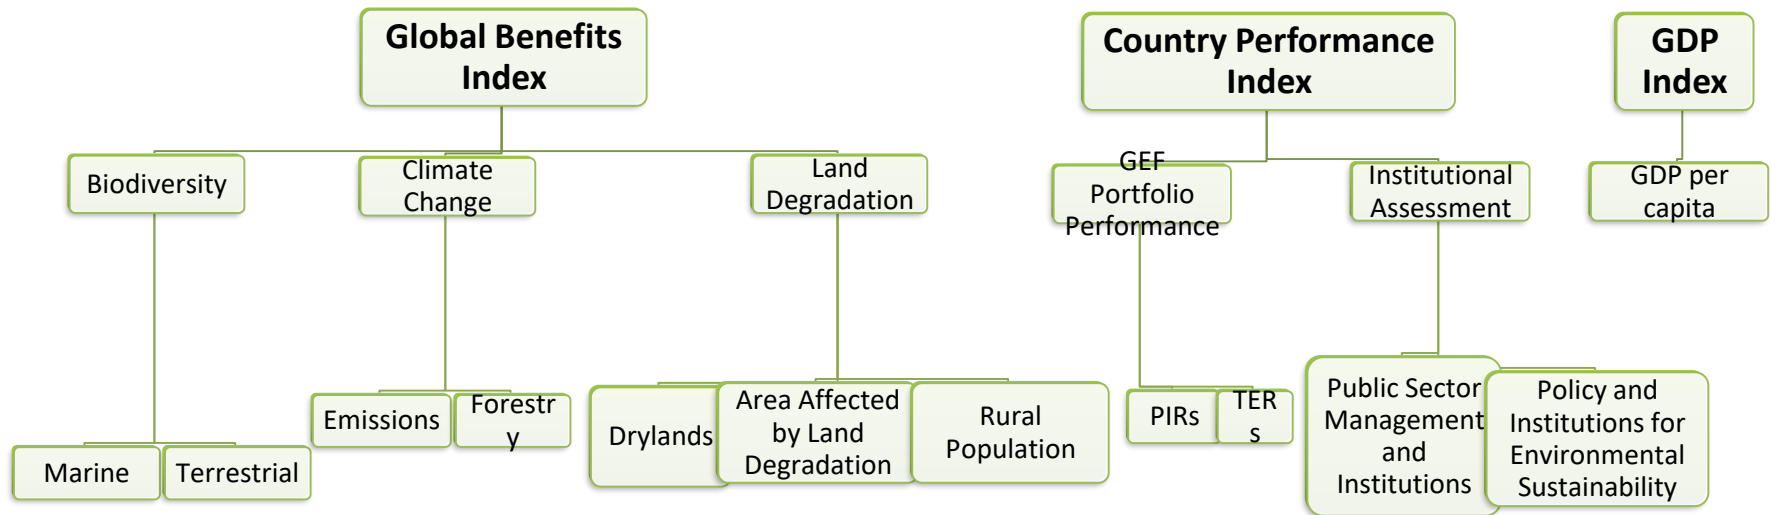 Global Benefits
Index
Country Performance
Index
GDP
Index
Biodiversity
Climate
Change
Land
Degradation
GEF
Portfolio
Performance
Institutional
Assessment
GDP per
capita
Marine
Terrestrial
Emissions
Forestr
y
Drylands
Area Affected
by Land
Degradation
Rural
Population
PIRs
TER
s
Public Sector
Management
and
Institutions
Policy and
Institutions for
Environmental
Sustainability